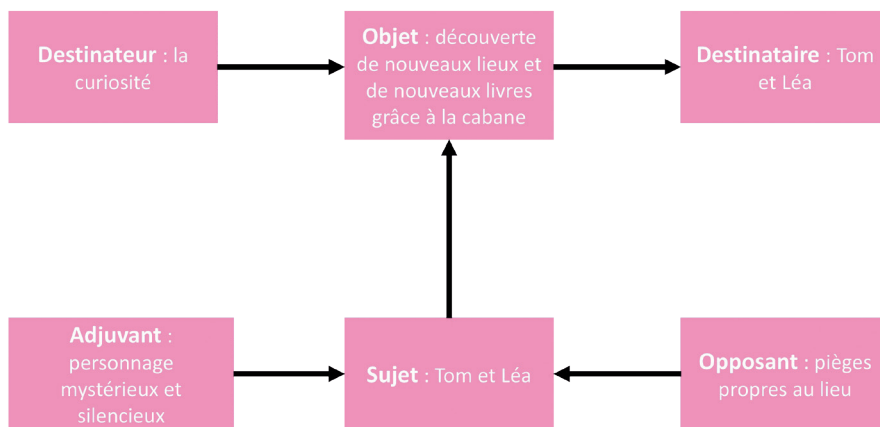 Destinateur : la
curiosité
Objet : découverte
de nouveaux lieux et
de nouveaux livres
grâce à la cabane
Destinataire : Tom
et Léa
Adjuvant :
personnage
mystérieux et
silencieux
Sujet : Tom et Léa
Opposant : pièges
propres au lieu